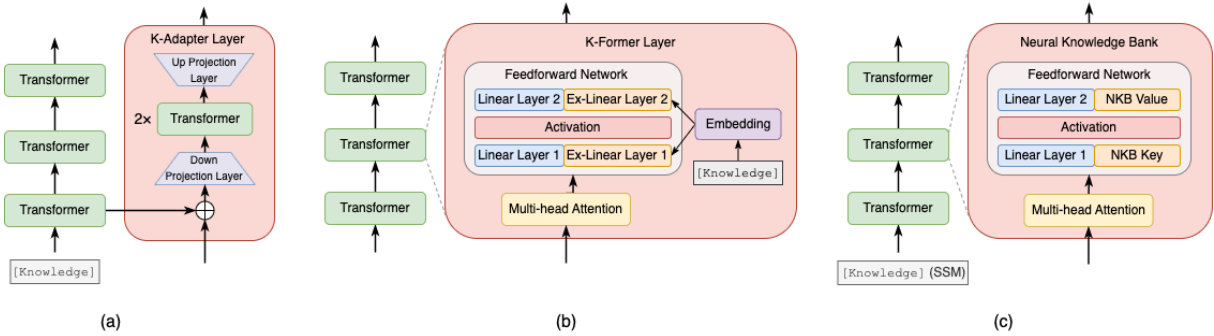 K-Adapter Layer
Up Projection
Layer
2×
Transformer
Down
Projection Layer
Transformer
Transformer
Transformer
[Knowledge]
(a)
K-Former Layer
Feedforward Network
Linear Layer 2 Ex-Linear Layer 2
Activation
Linear Layer 1 Ex-Linear Layer 1
Embedding
[Knowledge]
Multi-head Attention
Transformer
Transformer
Transformer
(b)
Neural Knowledge Bank
Feedforward Network
Linear Layer 2 NKB Value
Activation
Linear Layer 1 NKB Key
Multi-head Attention
Transformer
Transformer
Transformer
[Knowledge] (SSM)
(c)